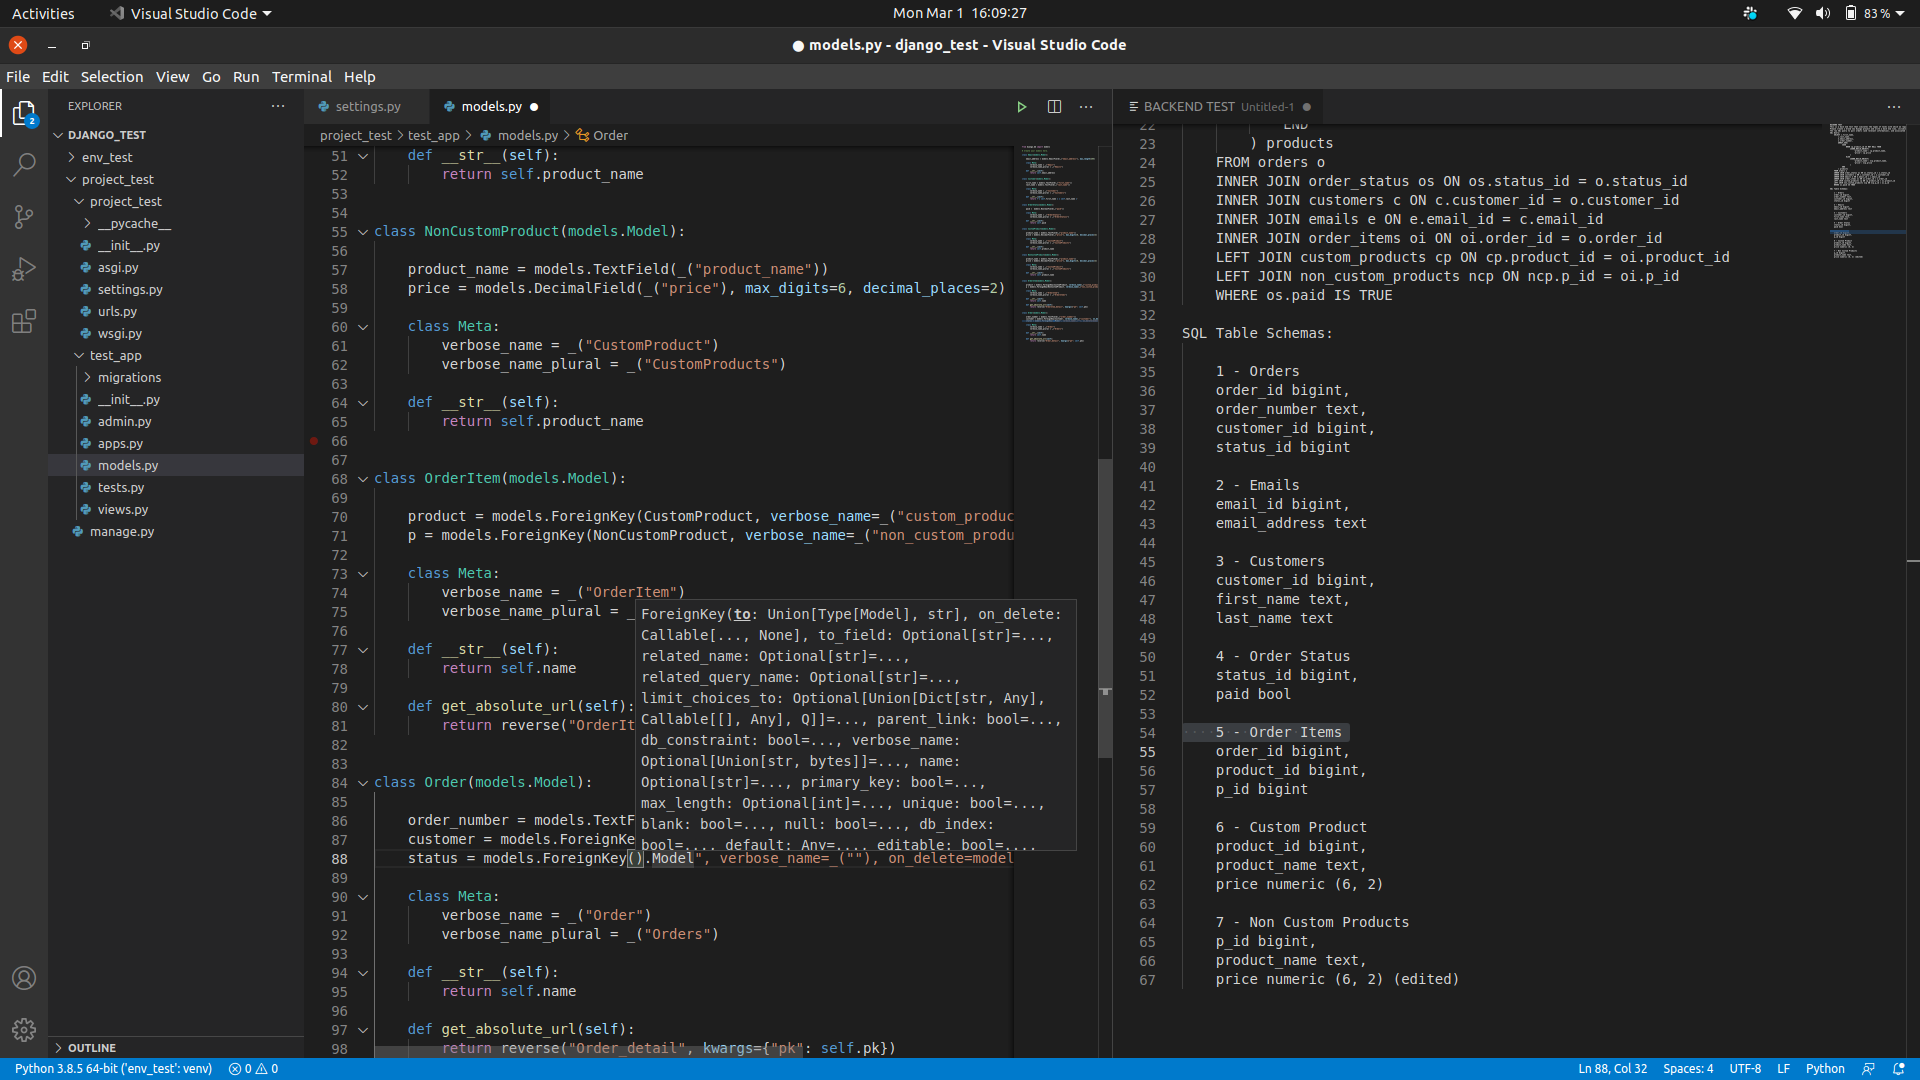 Activities
Visual Studio Code
Mon Mar 1 16:09:27
83 %
● models.py - django_test - Visual Studio Code
File Edit Selection View Go Run Terminal Help
2
EXPLORER
DJANGO_TEST
env_test
project_test
project_test
__pycache__
__init__.py
asgi.py
settings.py
urls.py
wsgi.py
test_app
migrations
__init__.py
admin.py
apps.py
models.py
tests.py
views.py
manage.py
OUTLINE
settings.py
models.py
project_test > test_app > models.py > Order
51 def __str__(self):
52 return self.product_name
53
54
55 class NonCustomProduct(models.Model):
56
57 product_name = models.TextField(_("product_name"))
58 price = models.DecimalField(_("price"), max_digits=6, decimal_places=2)
59
60 class Meta:
61 verbose_name = _("CustomProduct")
62 verbose_name_plural = _("CustomProducts")
63
64 def __str__(self):
65 return self.product_name
66
67
68 class OrderItem(models.Model):
69
70 product = models.ForeignKey(CustomProduct, verbose_name=_("custom_produc
71 p = models.ForeignKey(NonCustomProduct, verbose_name=_("non_custom_produ
72
73 class Meta:
74 verbose_name = _("OrderItem")
75 verbose_name_plural = _
76
77 def __str__(self):
78 return self.name
79
80 def get_absolute_url(self):
81 return reverse("OrderIt
82
83
84 class Order(models.Model):
85
86 order_number = models.TextF
87 customer = models.ForeignKe
88 status = models.ForeignKey().Model", verbose_name=_(""), on_delete=model
89
90 class Meta:
91 verbose_name = _("Order")
92 verbose_name_plural = _("Orders")
93
94 def __str__(self):
95 return self.name
96
97 def get_absolute_url(self):
98 return reverse("Order_detail", kwargs={"pk": self.pk})
ForeignKey(to: Union[Type[Model], str], on_delete:
Callable[..., None], to_field: Optional[str]=...,
related_name: Optional[str]=...,
related_query_name: Optional[str]=...,
limit_choices_to: Optional[Union[Dict[str, Any],
Callable[[], Any], Q]]=..., parent_link: bool=...,
db_constraint: bool=..., verbose_name:
Optional[Union[str, bytes]]=..., name:
Optional[str]=..., primary_key: bool=...,
max_length: Optional[int]=..., unique: bool=...,
blank: bool=..., null: bool=..., db_index:
bool=..., default: Any=..., editable: bool=...,
BACKEND TEST Untitled-1
22 END
23 ) products
24 FROM orders o
25 INNER JOIN order_status os ON os.status_id = o.status_id
26 INNER JOIN customers c ON c.customer_id = o.customer_id
27 INNER JOIN emails e ON e.email_id = c.email_id
28 INNER JOIN order_items oi ON oi.order_id = o.order_id
29 LEFT JOIN custom_products cp ON cp.product_id = oi.product_id
30 LEFT JOIN non_custom_products ncp ON ncp.p_id = oi.p_id
31 WHERE os.paid IS TRUE
32
33 SQL Table Schemas:
34
35 1 - Orders
36 order_id bigint,
37 order_number text,
38 customer_id bigint,
39 status_id bigint
40
41 2 - Emails
42 email_id bigint,
43 email_address text
44
45 3 - Customers
46 customer_id bigint,
47 first_name text,
48 last_name text
49
50 4 - Order Status
51 status_id bigint,
52 paid bool
53
54 5 - Order Items
55 order_id bigint,
56 product_id bigint,
57 p_id bigint
58
59 6 - Custom Product
60 product_id bigint,
61 product_name text,
62 price numeric (6, 2)
63
64 7 - Non Custom Products
65 p_id bigint,
66 product_name text,
67 price numeric (6, 2) (edited)
Python 3.8.5 64-bit ('env_test': venv)
0
0
Ln 88, Col 32
Spaces: 4
UTF-8
LF
Python